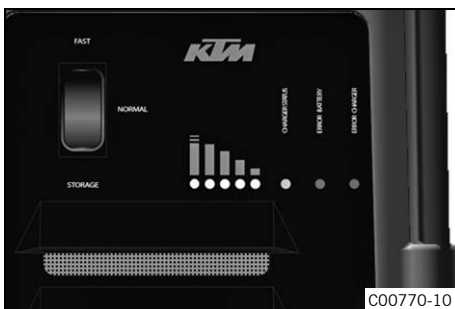 FAST
KTM
NORMAL
CHARGER STATUS
ERROR BATTERY
ERROR CHARGER
STORAGE
C00770-10